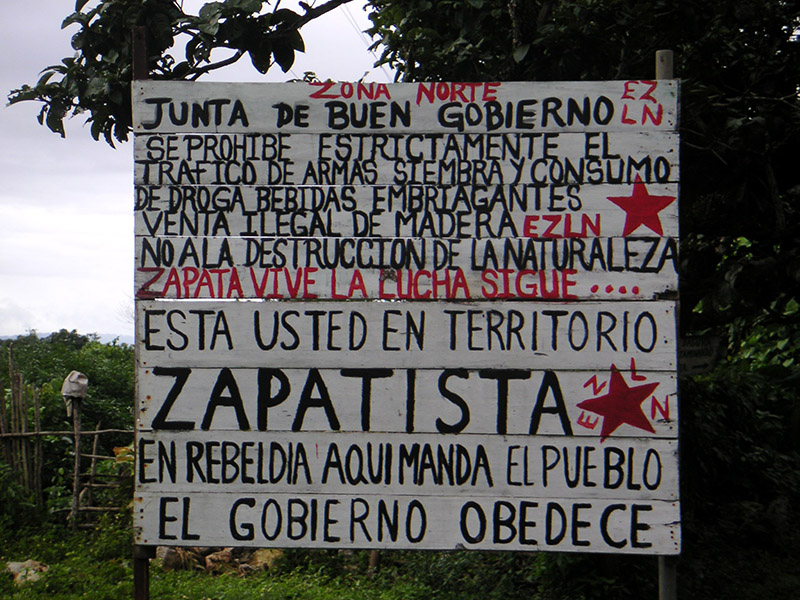 ZONA NORTE
JUNTA DE BUEN GOBIERNO EZ
LN
SE PROHIBE ESTRICTAMENTE EL
TRAFICO DE ARMAS SIEMBRA Y CONSUMO
DE DROGA BEBIDAS EMBRIAGANTES
VENTA ILEGAL DE MADERA EZLN
NO A LA DESTRUCCION DE LA NATURALEZA
ZAPATA VIVE LA LUCHA SIGUE ....
ESTA USTED EN TERRITORIO
ZAPATISTA EZLN
EN REBELDIA AQUI MANDA EL PUEBLO
EL GOBIERNO OBEDECE